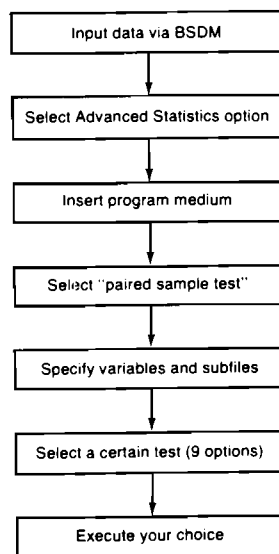 Input data via BSDM
Select Advanced Statistics option
Insert program medium
Select "paired sample test"
Specify variables and subfiles
Select a certain test (9 options)
Execute your choice